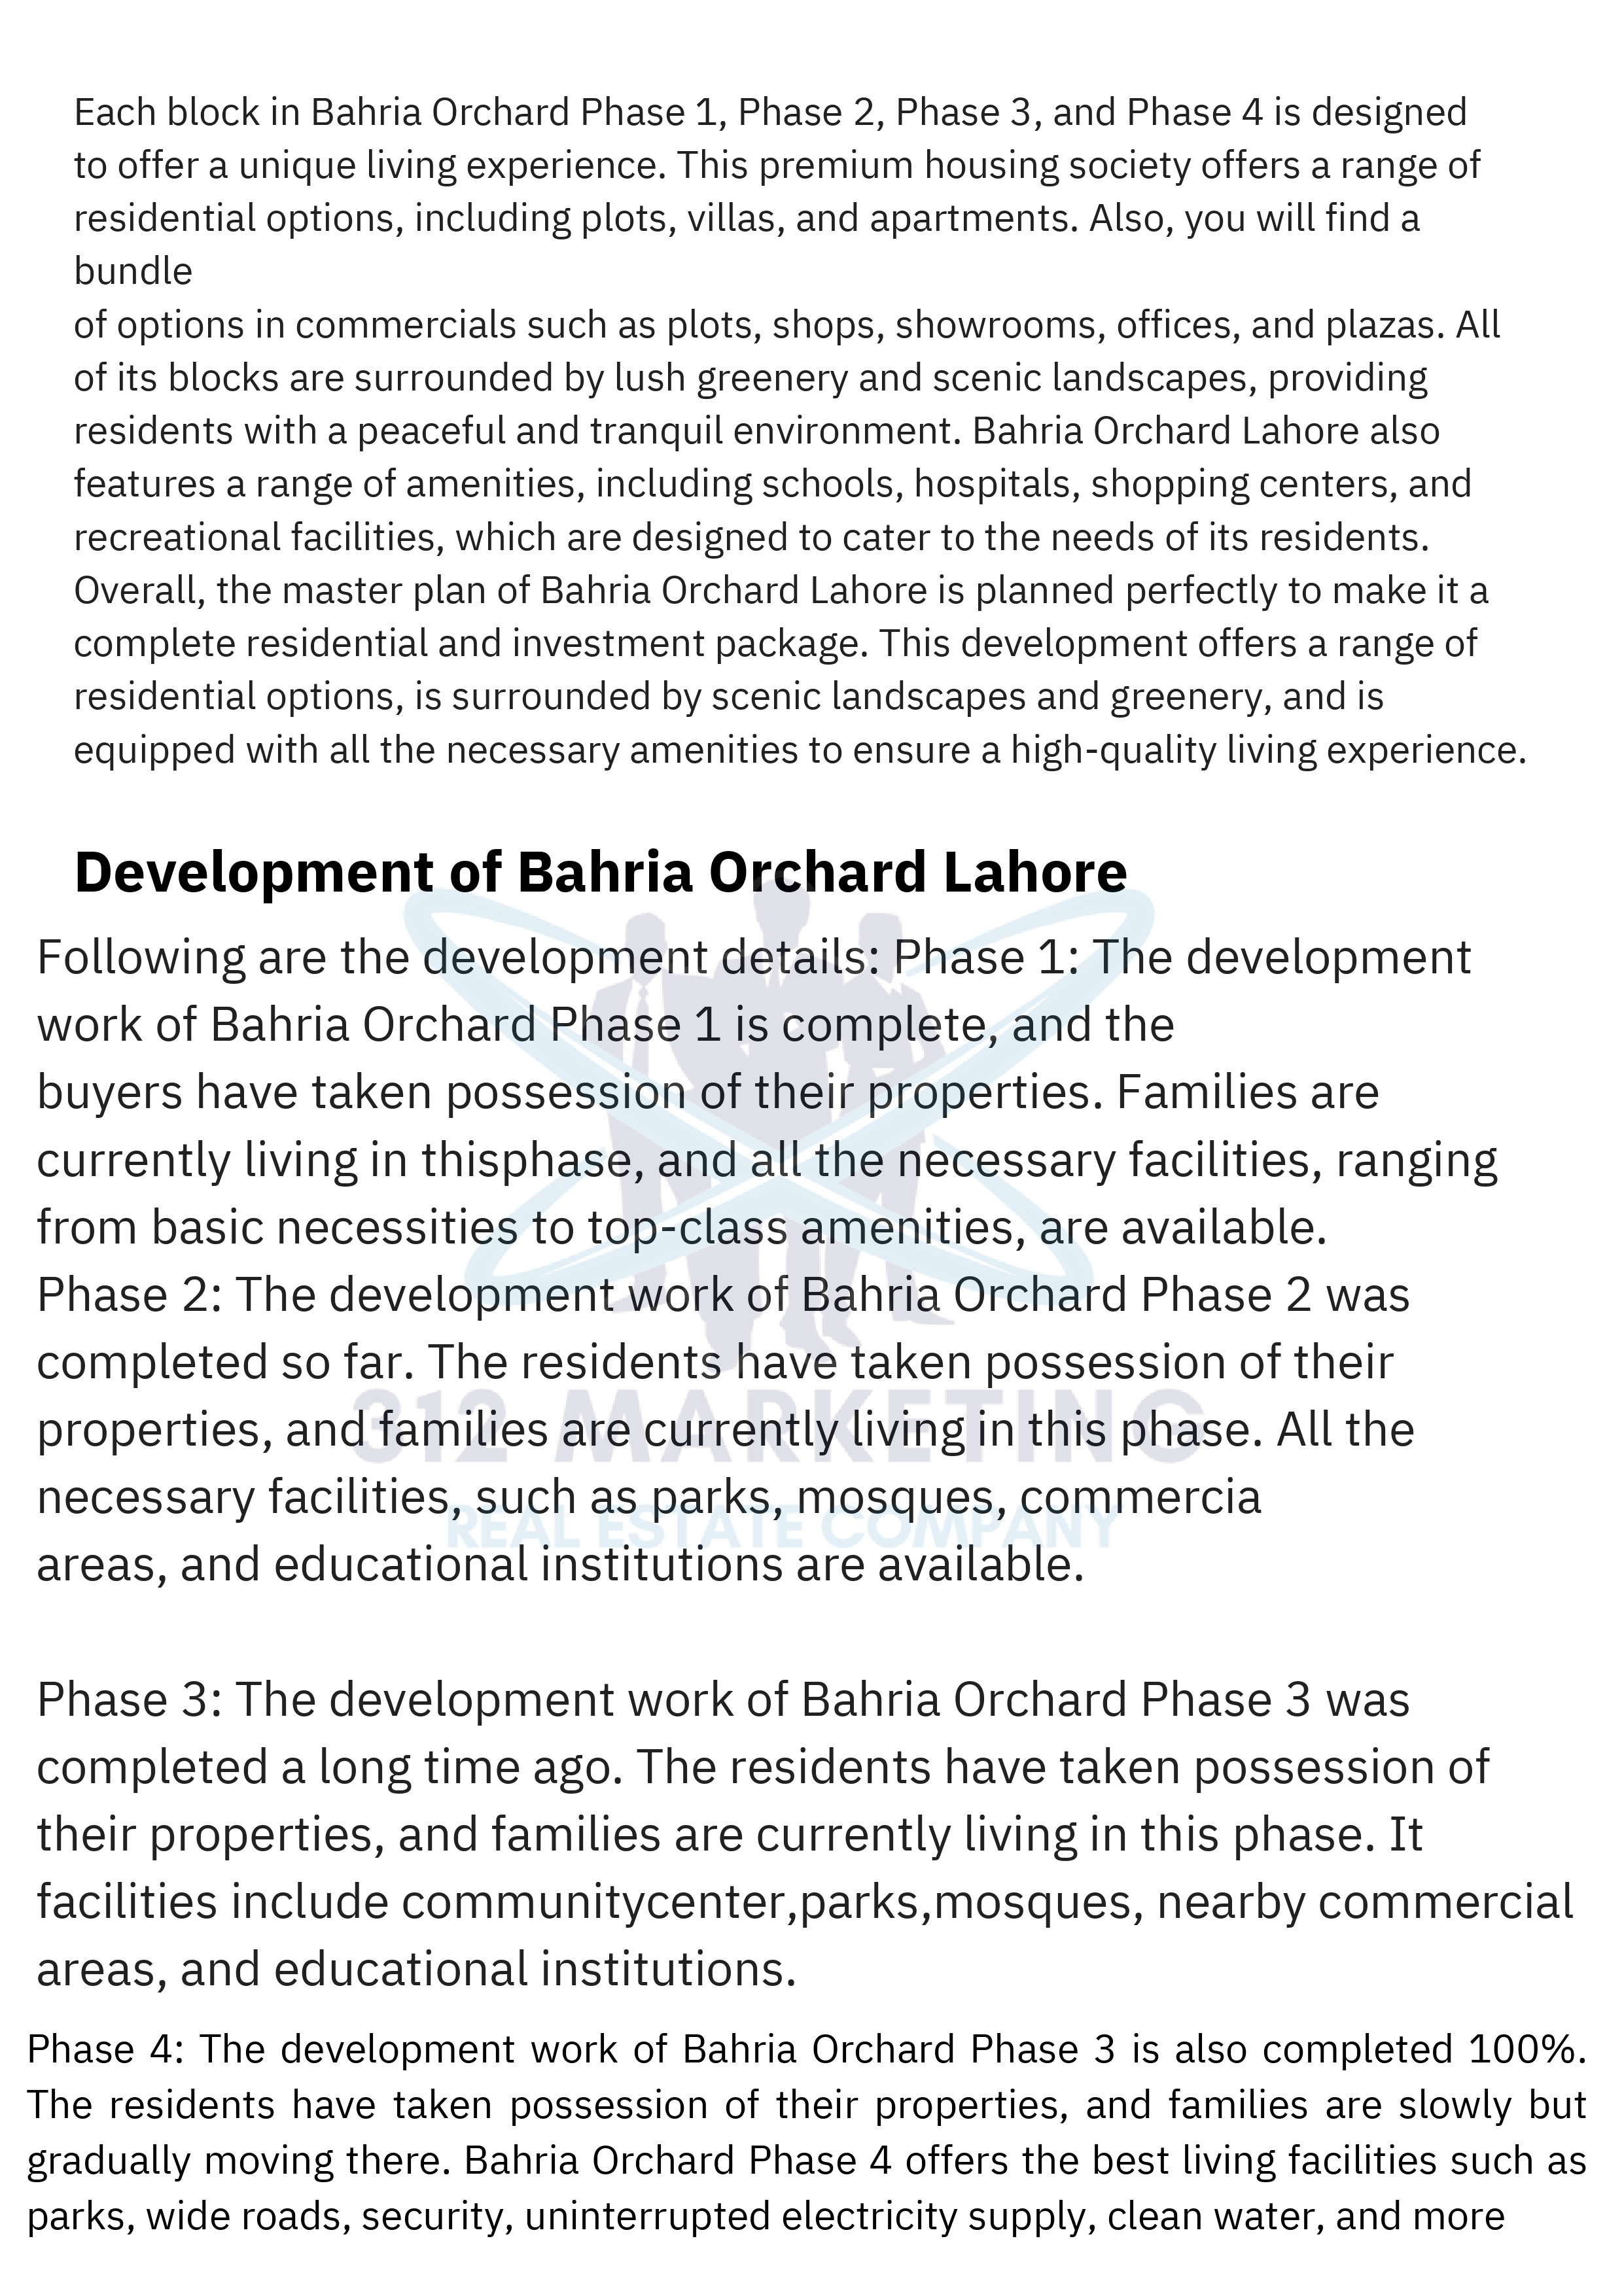 Each block in Bahria Orchard Phase 1, Phase 2, Phase 3, and Phase 4 is designed
to offer a unique living experience. This premium housing society offers a range of
residential options, including plots, villas, and apartments. Also, you will find a
bundle
of options in commercials such as plots, shops, showrooms, offices, and plazas. All
of its blocks are surrounded by lush greenery and scenic landscapes, providing
residents with a peaceful and tranquil environment. Bahria Orchard Lahore also
features a range of amenities, including schools, hospitals, shopping centers, and
recreational facilities, which are designed to cater to the needs of its residents.
Overall, the master plan of Bahria Orchard Lahore is planned perfectly to make it a
complete residential and investment package. This development offers a range of
residential options, is surrounded by scenic landscapes and greenery, and is
equipped with all the necessary amenities to ensure a high-quality living experience.
Development of Bahria Orchard Lahore
Following are the development details: Phase 1: The development
work of Bahria Orchard Phase 1 is complete, and the
buyers have taken possession of their properties. Families are
currently living in thisphase, and all the necessary facilities, ranging
from basic necessities to top-class amenities, are available.
Phase 2: The development work of Bahria Orchard Phase 2 was
completed so far. The residents have taken possession of their
properties, and families are currently living in this phase. All the
312 MARKETING
necessary facilities, such as parks, mosques, commercia
REAL ESTATE COMPANY
areas, and educational institutions are available.
Phase 3: The development work of Bahria Orchard Phase 3 was
completed a long time ago. The residents have taken possession of
their properties, and families are currently living in this phase. It
facilities include communitycenter,parks,mosques, nearby commercial
areas, and educational institutions.
Phase 4: The development work of Bahria Orchard Phase 3 is also completed 100%.
The residents have taken possession of their properties, and families are slowly but
gradually moving there. Bahria Orchard Phase 4 offers the best living facilities such as
parks, wide roads, security, uninterrupted electricity supply, clean water, and more